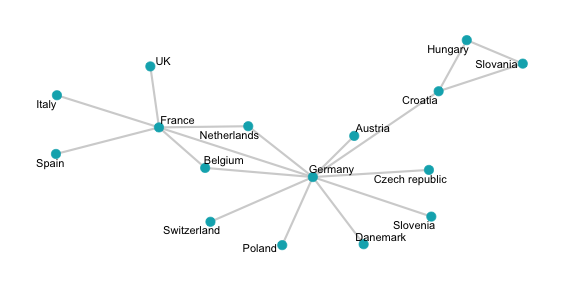 Hungary
UK
Slovania
Italy
Croatia
France
Austria
Netherlands
Spain
Belgium
Germany
Czech republic
Switzerland
Slovenia
Danemark
Poland